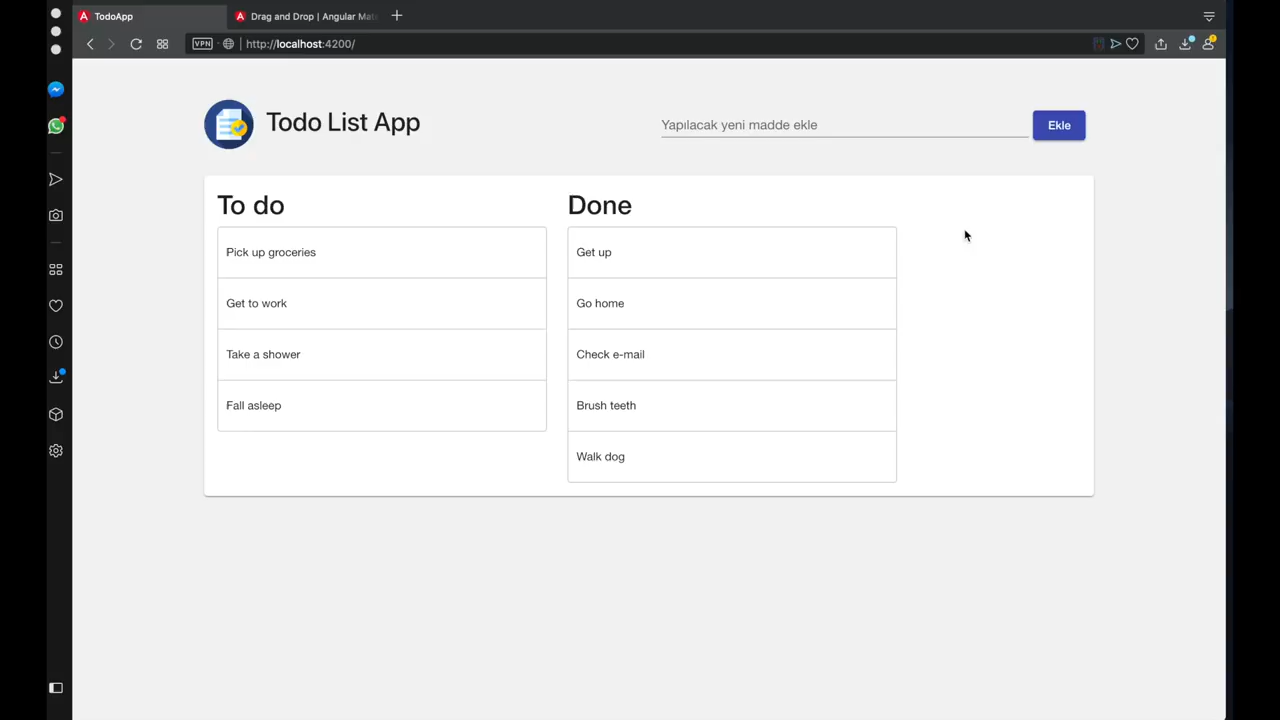 TodoApp
Drag and Drop | Angular Mat
VPN
http://localhost:4200/
Todo List App
Yapılacak yeni madde ekle
Ekle
To do
Done
Pick up groceries
Get up
Get to work
Go home
Take a shower
Check e-mail
Fall asleep
Brush teeth
Walk dog